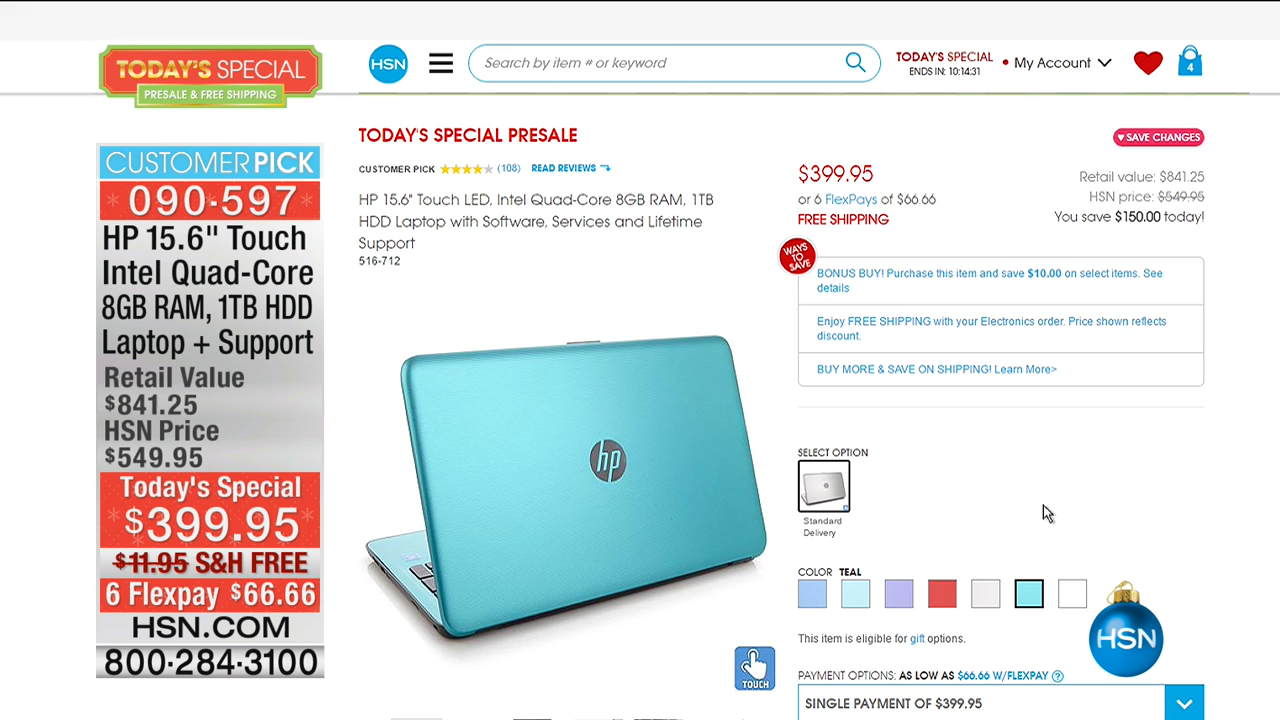 TODAY'S SPECIAL
PRESALE & FREE SHIPPING
HSN
Search by item # or keyword
TODAY'S SPECIAL
ENDS IN: 10:14:31
My Account
4
CUSTOMER PICK
090-597
HP 15.6" Touch
Intel Quad-Core
8GB RAM, 1TB HDD
Laptop + Support
Retail Value
$841.25
HSN Price
$549.95
Today's Special
$399.95
$11.95 S&H FREE
6 Flexpay $66.66
HSN.COM
800-284-3100
TODAY'S SPECIAL PRESALE
CUSTOMER PICK (108) READ REVIEWS
HP 15.6" Touch LED, Intel Quad-Core 8GB RAM, 1TB
HDD Laptop with Software, Services and Lifetime
Support
516-712
hp
TOUCH
♥ SAVE CHANGES
$399.95
or 6 FlexPays of $66.66
FREE SHIPPING
Retail value: $841.25
HSN price: $549.95
You save $150.00 today!
WAYS
TO
SAVE
BONUS BUY! Purchase this item and save $10.00 on select items. See
details
Enjoy FREE SHIPPING with your Electronics order. Price shown reflects
discount.
BUY MORE & SAVE ON SHIPPING! Learn More>
SELECT OPTION
Standard
Delivery
COLOR TEAL
This item is eligible for gift options.
HSN
PAYMENT OPTIONS: AS LOW AS $66.66 W/FLEXPAY ?
SINGLE PAYMENT OF $399.95